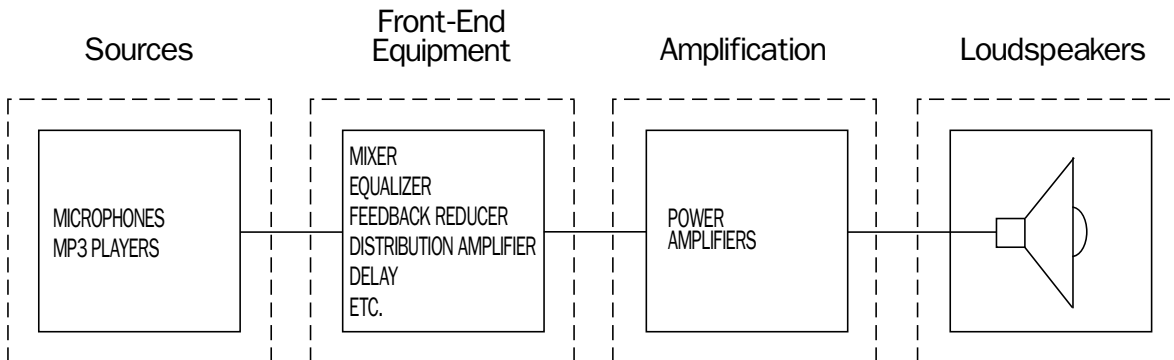 Sources
Front-End
Equipment
Amplification
Loudspeakers
MICROPHONES
MP3 PLAYERS
MIXER
EQUALIZER
FEEDBACK REDUCER
DISTRIBUTION AMPLIFIER
DELAY
ETC.
POWER
AMPLIFIERS